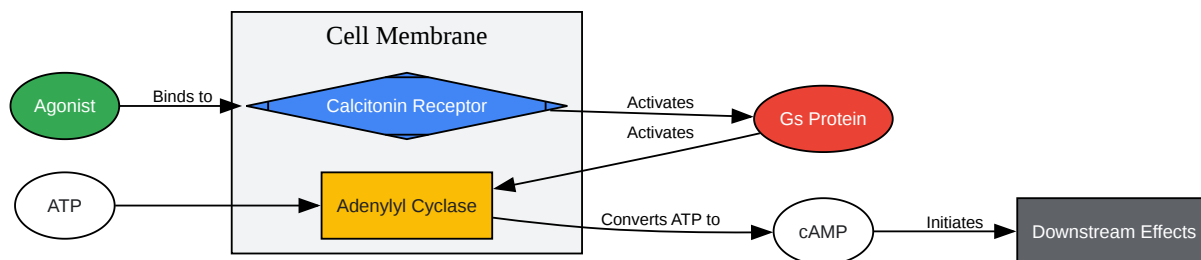 Cell Membrane
Agonist
Binds to
Calcitonin Receptor
Activates
Gs Protein
Activates
ATP
Adenylyl Cyclase
Converts ATP to
cAMP
Initiates
Downstream Effects